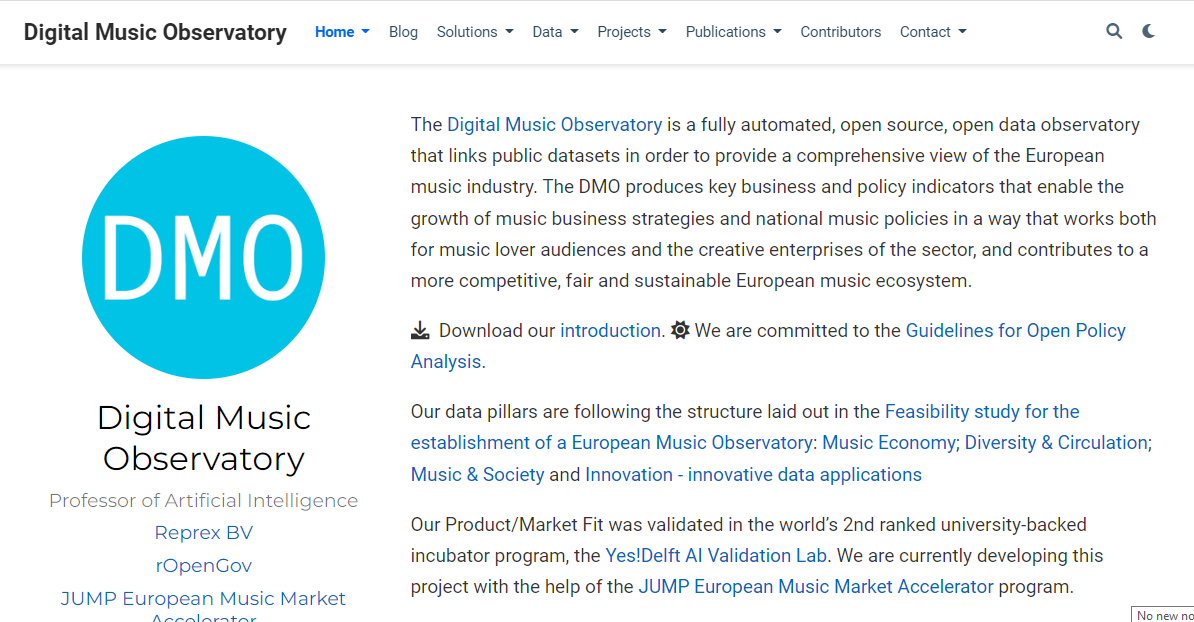 Digital Music Observatory Home Blog Solutions Data Projects Publications Contributors Contact
DMO
Digital Music
Observatory
Professor of Artificial Intelligence
Reprex BV
rOpenGov
JUMP European Music Market
Accelerator
The Digital Music Observatory is a fully automated, open source, open data observatory
that links public datasets in order to provide a comprehensive view of the European
music industry. The DMO produces key business and policy indicators that enable the
growth of music business strategies and national music policies in a way that works both
for music lover audiences and the creative enterprises of the sector, and contributes to a
more competitive, fair and sustainable European music ecosystem.
Download our introduction. We are committed to the Guidelines for Open Policy
Analysis.
Our data pillars are following the structure laid out in the Feasibility study for the
establishment of a European Music Observatory: Music Economy; Diversity & Circulation;
Music & Society and Innovation - innovative data applications
Our Product/Market Fit was validated in the world’s 2nd ranked university-backed
incubator program, the Yes!Delft AI Validation Lab. We are currently developing this
project with the help of the JUMP European Music Market Accelerator program.
No new